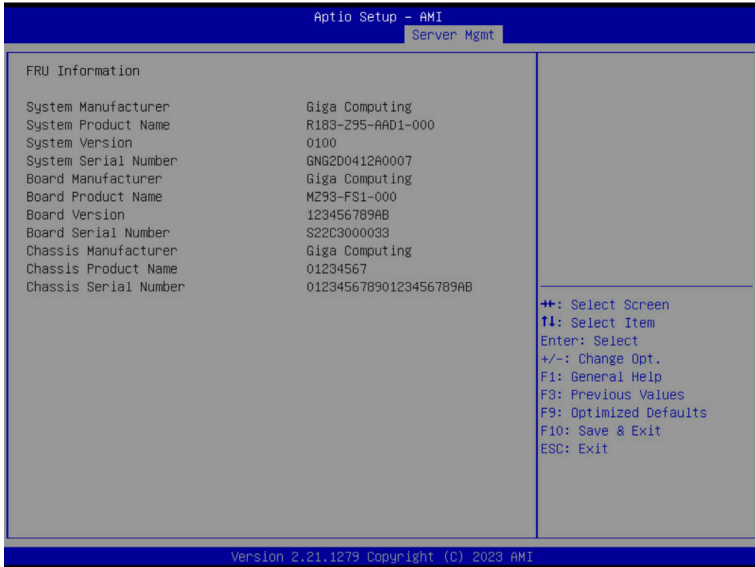 Aptio Setup – AMI
Server Mgmt
FRU Information
System Manufacturer Giga Computing
System Product Name R183-Z95-AAD1-000
System Version 0100
System Serial Number GNG2D0412A0007
Board Manufacturer Giga Computing
Board Product Name MZ93-FS1-000
Board Version 123456789AB
Board Serial Number S22C3000033
Chassis Manufacturer Giga Computing
Chassis Product Name 01234567
Chassis Serial Number 01234567890123456789AB
→←: Select Screen
↑↓: Select Item
Enter: Select
+/-: Change Opt.
F1: General Help
F3: Previous Values
F9: Optimized Defaults
F10: Save & Exit
ESC: Exit
Version 2.21.1279 Copyright (C) 2023 AMI